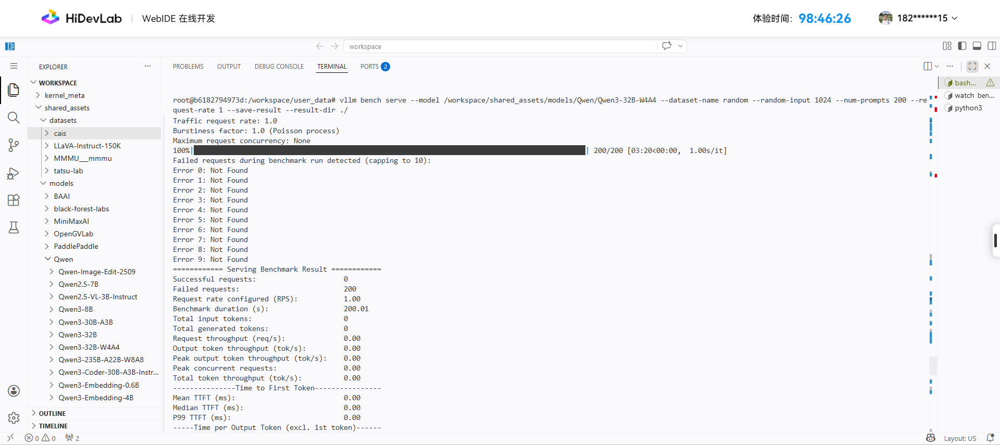 HiDevLab | WebIDE 在线开发
体验时间: 98:46:26
182******15
workspace
EXPLORER
PROBLEMS OUTPUT DEBUG CONSOLE TERMINAL PORTS 2
WORKSPACE
kernel_meta
shared_assets
datasets
cais
LLaVA-Instruct-150K
MMMU___mmmu
tatsu-lab
models
BAAI
black-forest-labs
MiniMaxAI
OpenGVLab
PaddlePaddle
Qwen
Qwen-Image-Edit-2509
Qwen2.5-7B
Qwen2.5-VL-3B-Instruct
Qwen3-8B
Qwen3-30B-A3B
Qwen3-32B
Qwen3-32B-W4A4
Qwen3-235B-A22B-W8A8
Qwen3-Coder-30B-A3B-Instr...
Qwen3-Embedding-0.6B
Qwen3-Embedding-4B
OUTLINE
TIMELINE
root@b6182794973d:/workspace/user_data# vllm bench serve --model /workspace/shared_assets/models/Qwen/Qwen3-32B-W4A4 --dataset-name random --random-input 1024 --num-prompts 200 --re
quest-rate 1 --save-result --result-dir ./
Traffic request rate: 1.0
Burstiness factor: 1.0 (Poisson process)
Maximum request concurrency: None
100%| | 200/200 [03:20<00:00, 1.00s/it]
Failed requests during benchmark run detected (capping to 10):
Error 0: Not Found
Error 1: Not Found
Error 2: Not Found
Error 3: Not Found
Error 4: Not Found
Error 5: Not Found
Error 6: Not Found
Error 7: Not Found
Error 8: Not Found
Error 9: Not Found
============ Serving Benchmark Result ============
Successful requests: 0
Failed requests: 200
Request rate configured (RPS): 1.00
Benchmark duration (s): 200.01
Total input tokens: 0
Total generated tokens: 0
Request throughput (req/s): 0.00
Output token throughput (tok/s): 0.00
Peak output token throughput (tok/s): 0.00
Peak concurrent requests: 0.00
Total token throughput (tok/s): 0.00
---------------Time to First Token----------------
Mean TTFT (ms): 0.00
Median TTFT (ms): 0.00
P99 TTFT (ms): 0.00
-----Time per Output Token (excl. 1st token)------
bash...
watch ben...
python3
0 0 2
Layout: US